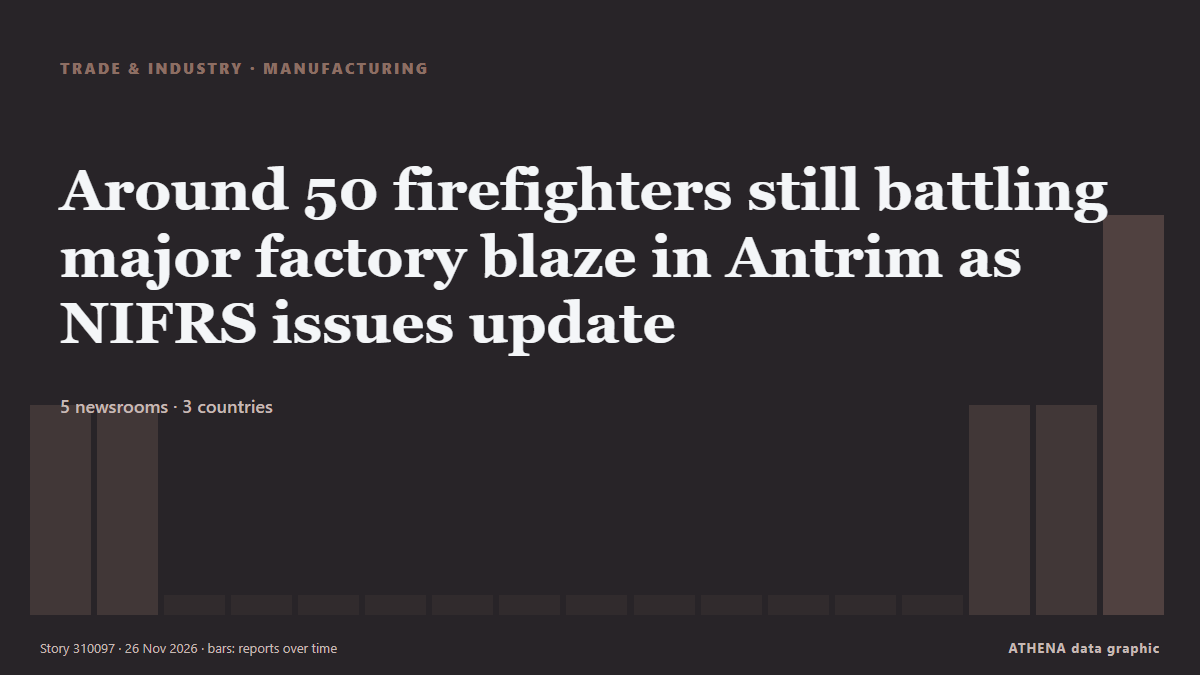 TRADE & INDUSTRY · MANUFACTURING
Around 50 firefighters still battling
major factory blaze in Antrim as
NIFRS issues update
5 newsrooms · 3 countries
Story 310097 · 26 Nov 2026 · bars: reports over time
ATHENA data graphic